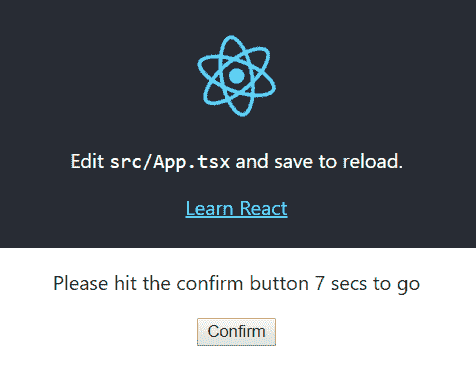 Edit src/App.tsx and save to reload.
Learn React
Please hit the confirm button 7 secs to go
Confirm